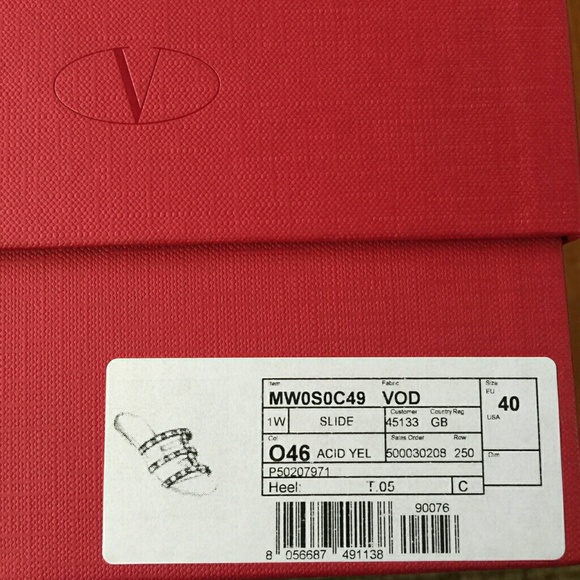 V
Item Fabric Size
MW0S0C49 VOD EU
40
1W SLIDE Customer Country Reg USA
45133 GB
Col Sales Order Row
O46 ACID YEL 500030208 250 Dim
P50207971
Heel: T.05 C
90076
8 056687 491138